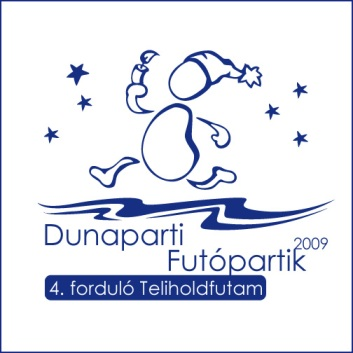 Dunaparti
Futópartik 2009
4. forduló Teliholdfutam